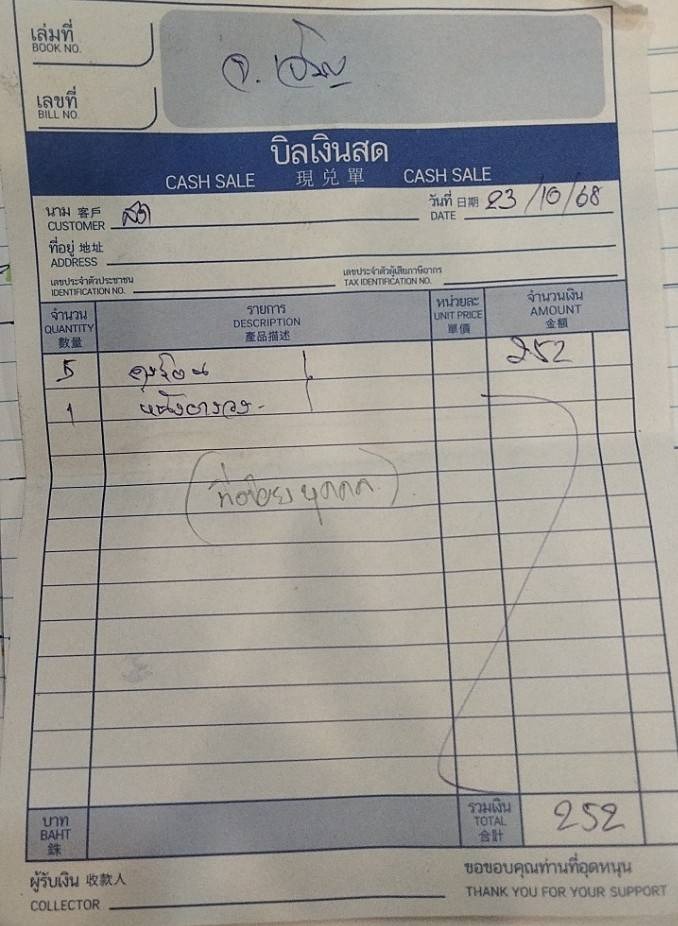 เล่มที่
BOOK NO.
เลขที่
BILL NO.
บิลเงินสด
CASH SALE 現兌單 CASH SALE
นาม 客戶
CUSTOMER สด
วันที่ 日期 23/10/68
DATE
ที่อยู่ 地址
ADDRESS
เลขประจำตัวประชาชน
IDENTIFICATION NO.
เลขประจำตัวผู้เสียภาษีอากร
TAX IDENTIFICATION NO.
จำนวน
QUANTITY
數量
รายการ
DESCRIPTION
產品描述
หน่วยละ
UNIT PRICE
單價
จำนวนเงิน
AMOUNT
金額
5 252
1
บาท
BAHT
銖
รวมเงิน
TOTAL 252
合計
ผู้รับเงิน 收款人
COLLECTOR
ขอขอบคุณท่านที่อุดหนุน
THANK YOU FOR YOUR SUPPORT